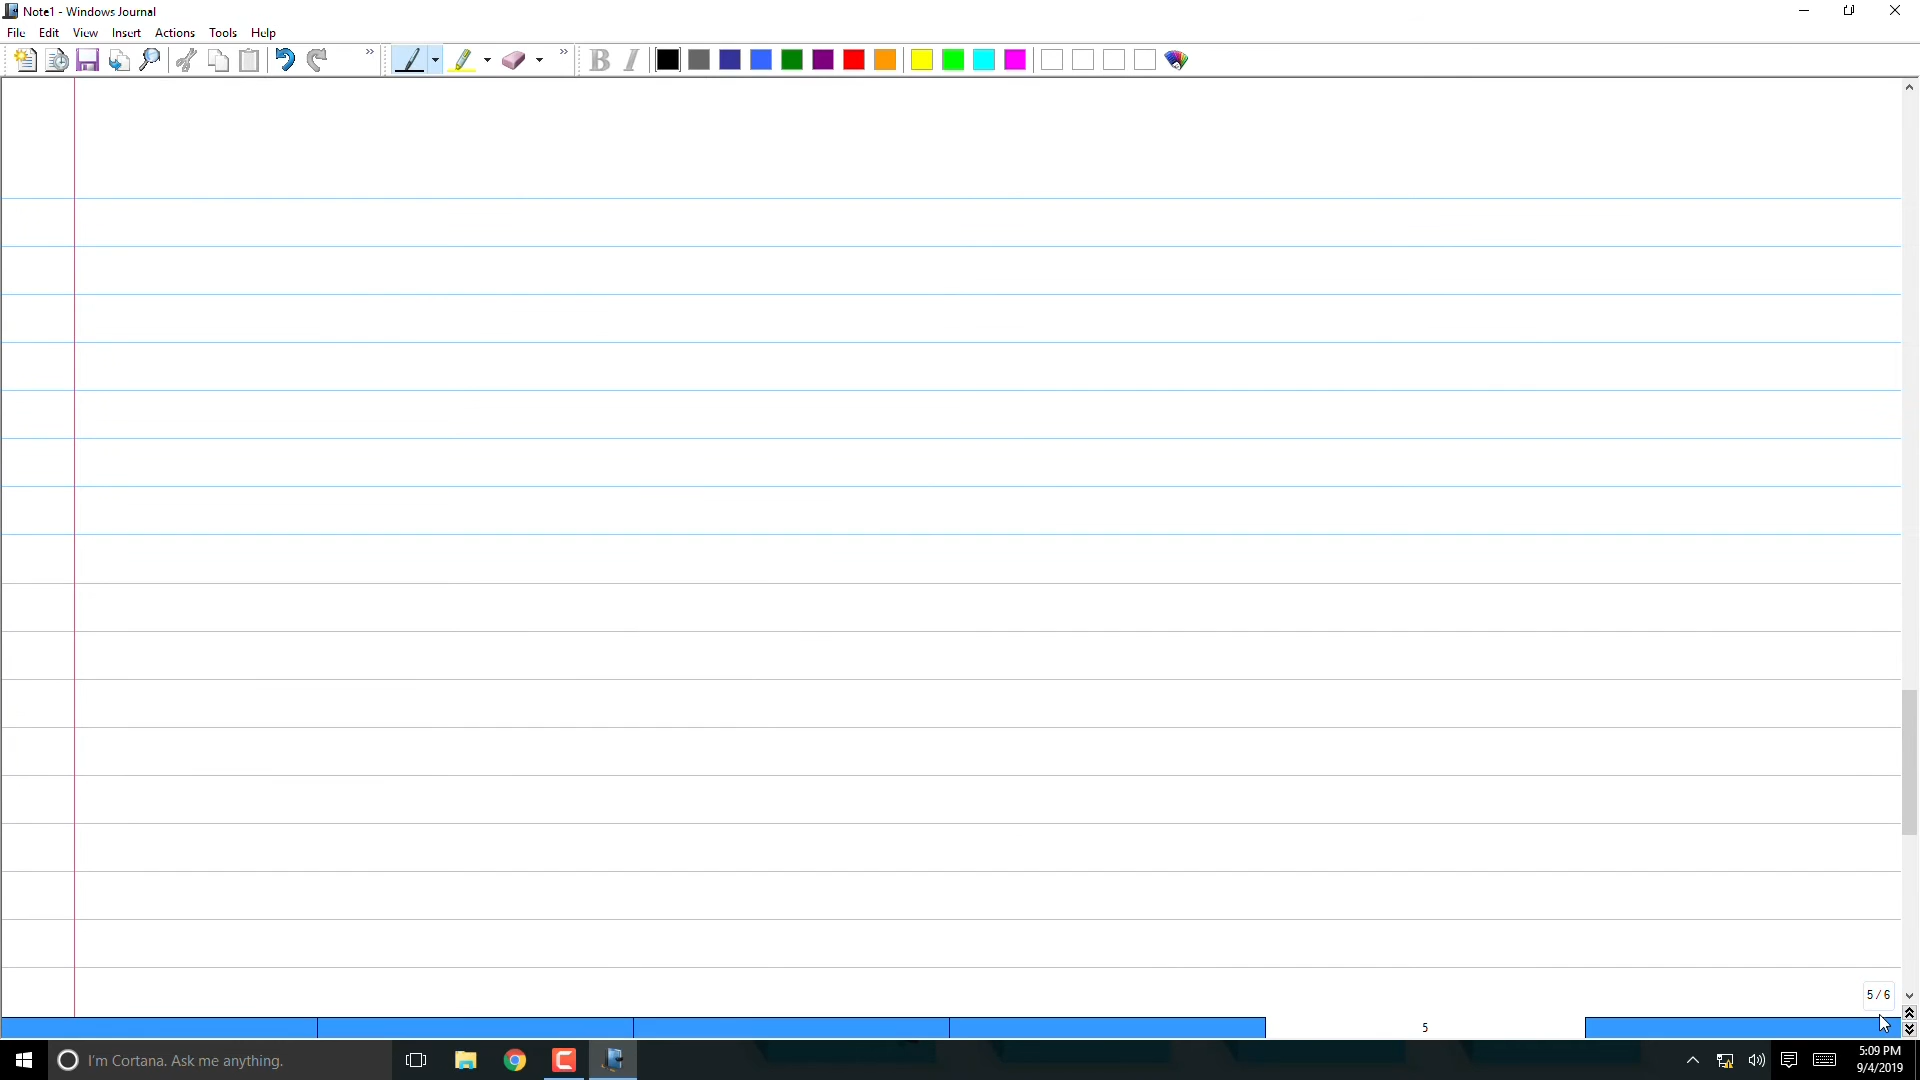 Note1 - Windows Journal
File Edit View Insert Actions Tools Help
B I
5 / 6
5
I'm Cortana. Ask me anything.
5:09 PM
9/4/2019